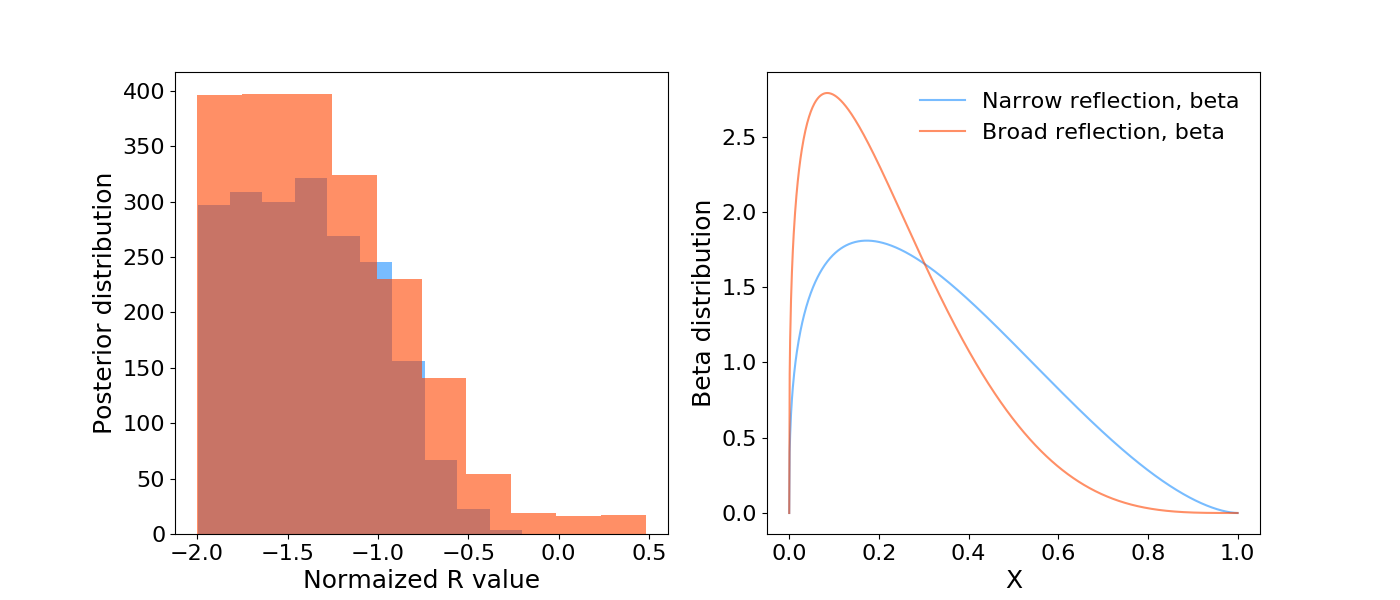 400
350
300
250
200
150
100
50
0
Posterior distribution
−2.0 −1.5 −1.0 −0.5 0.0 0.5
Normaized R value
Narrow reflection, beta
Broad reflection, beta
2.5
2.0
1.5
1.0
0.5
0.0
Beta distribution
0.0 0.2 0.4 0.6 0.8 1.0
X